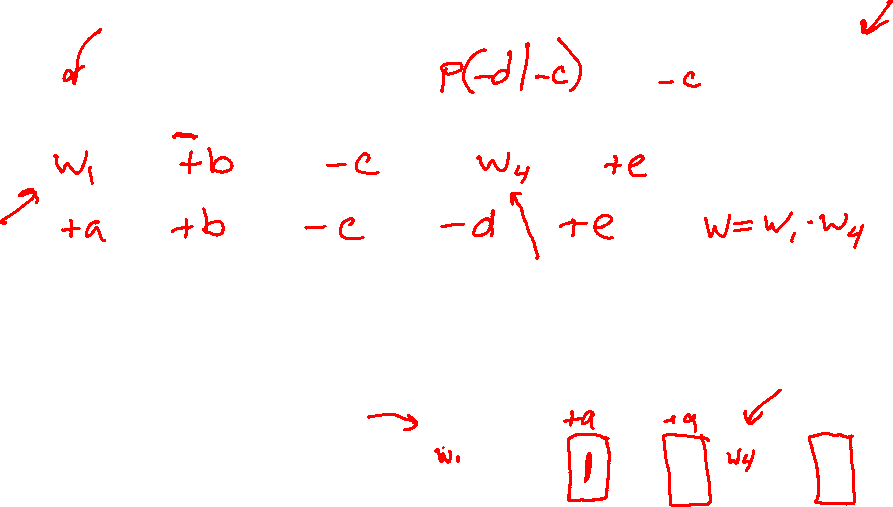 P(-d|-c) -c
w₁ +b -c w₄ +e
+a +b -c -d +e w=w₁·w₄
+a +a
w₁ w₄